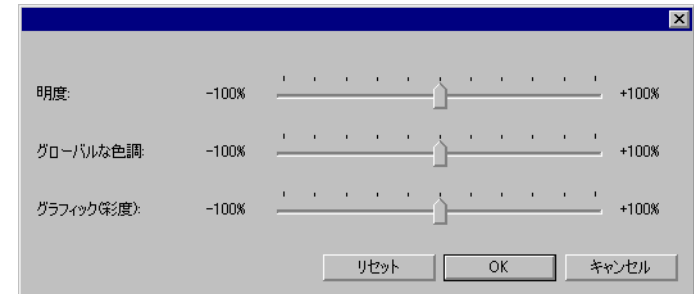 明度: -100% +100%
グローバルな色調: -100% +100%
グラフィック(彩度): -100% +100%
リセット OK キャンセル